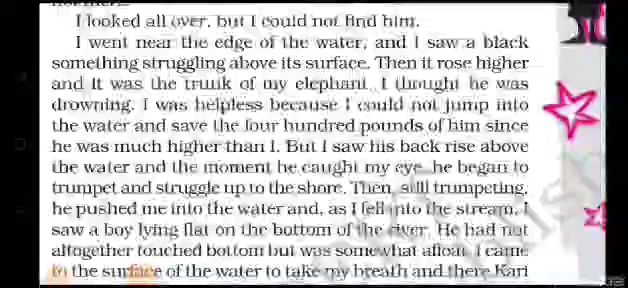 I looked all over, but I could not find him.
I went near the edge of the water, and I saw a black
something struggling above its surface. Then it rose higher
and it was the trunk of my elephant. I thought he was
drowning. I was helpless because I could not jump into
the water and save the four hundred pounds of him since
he was much higher than I. But I saw his back rise above
the water and the moment he caught my eye, he began to
trumpet and struggle up to the shore. Then, still trumpeting,
he pushed me into the water and, as I fell into the stream, I
saw a boy lying flat on the bottom of the river. He had not
altogether touched bottom but was somewhat afloat. I came
to the surface of the water to take my breath and there Kari